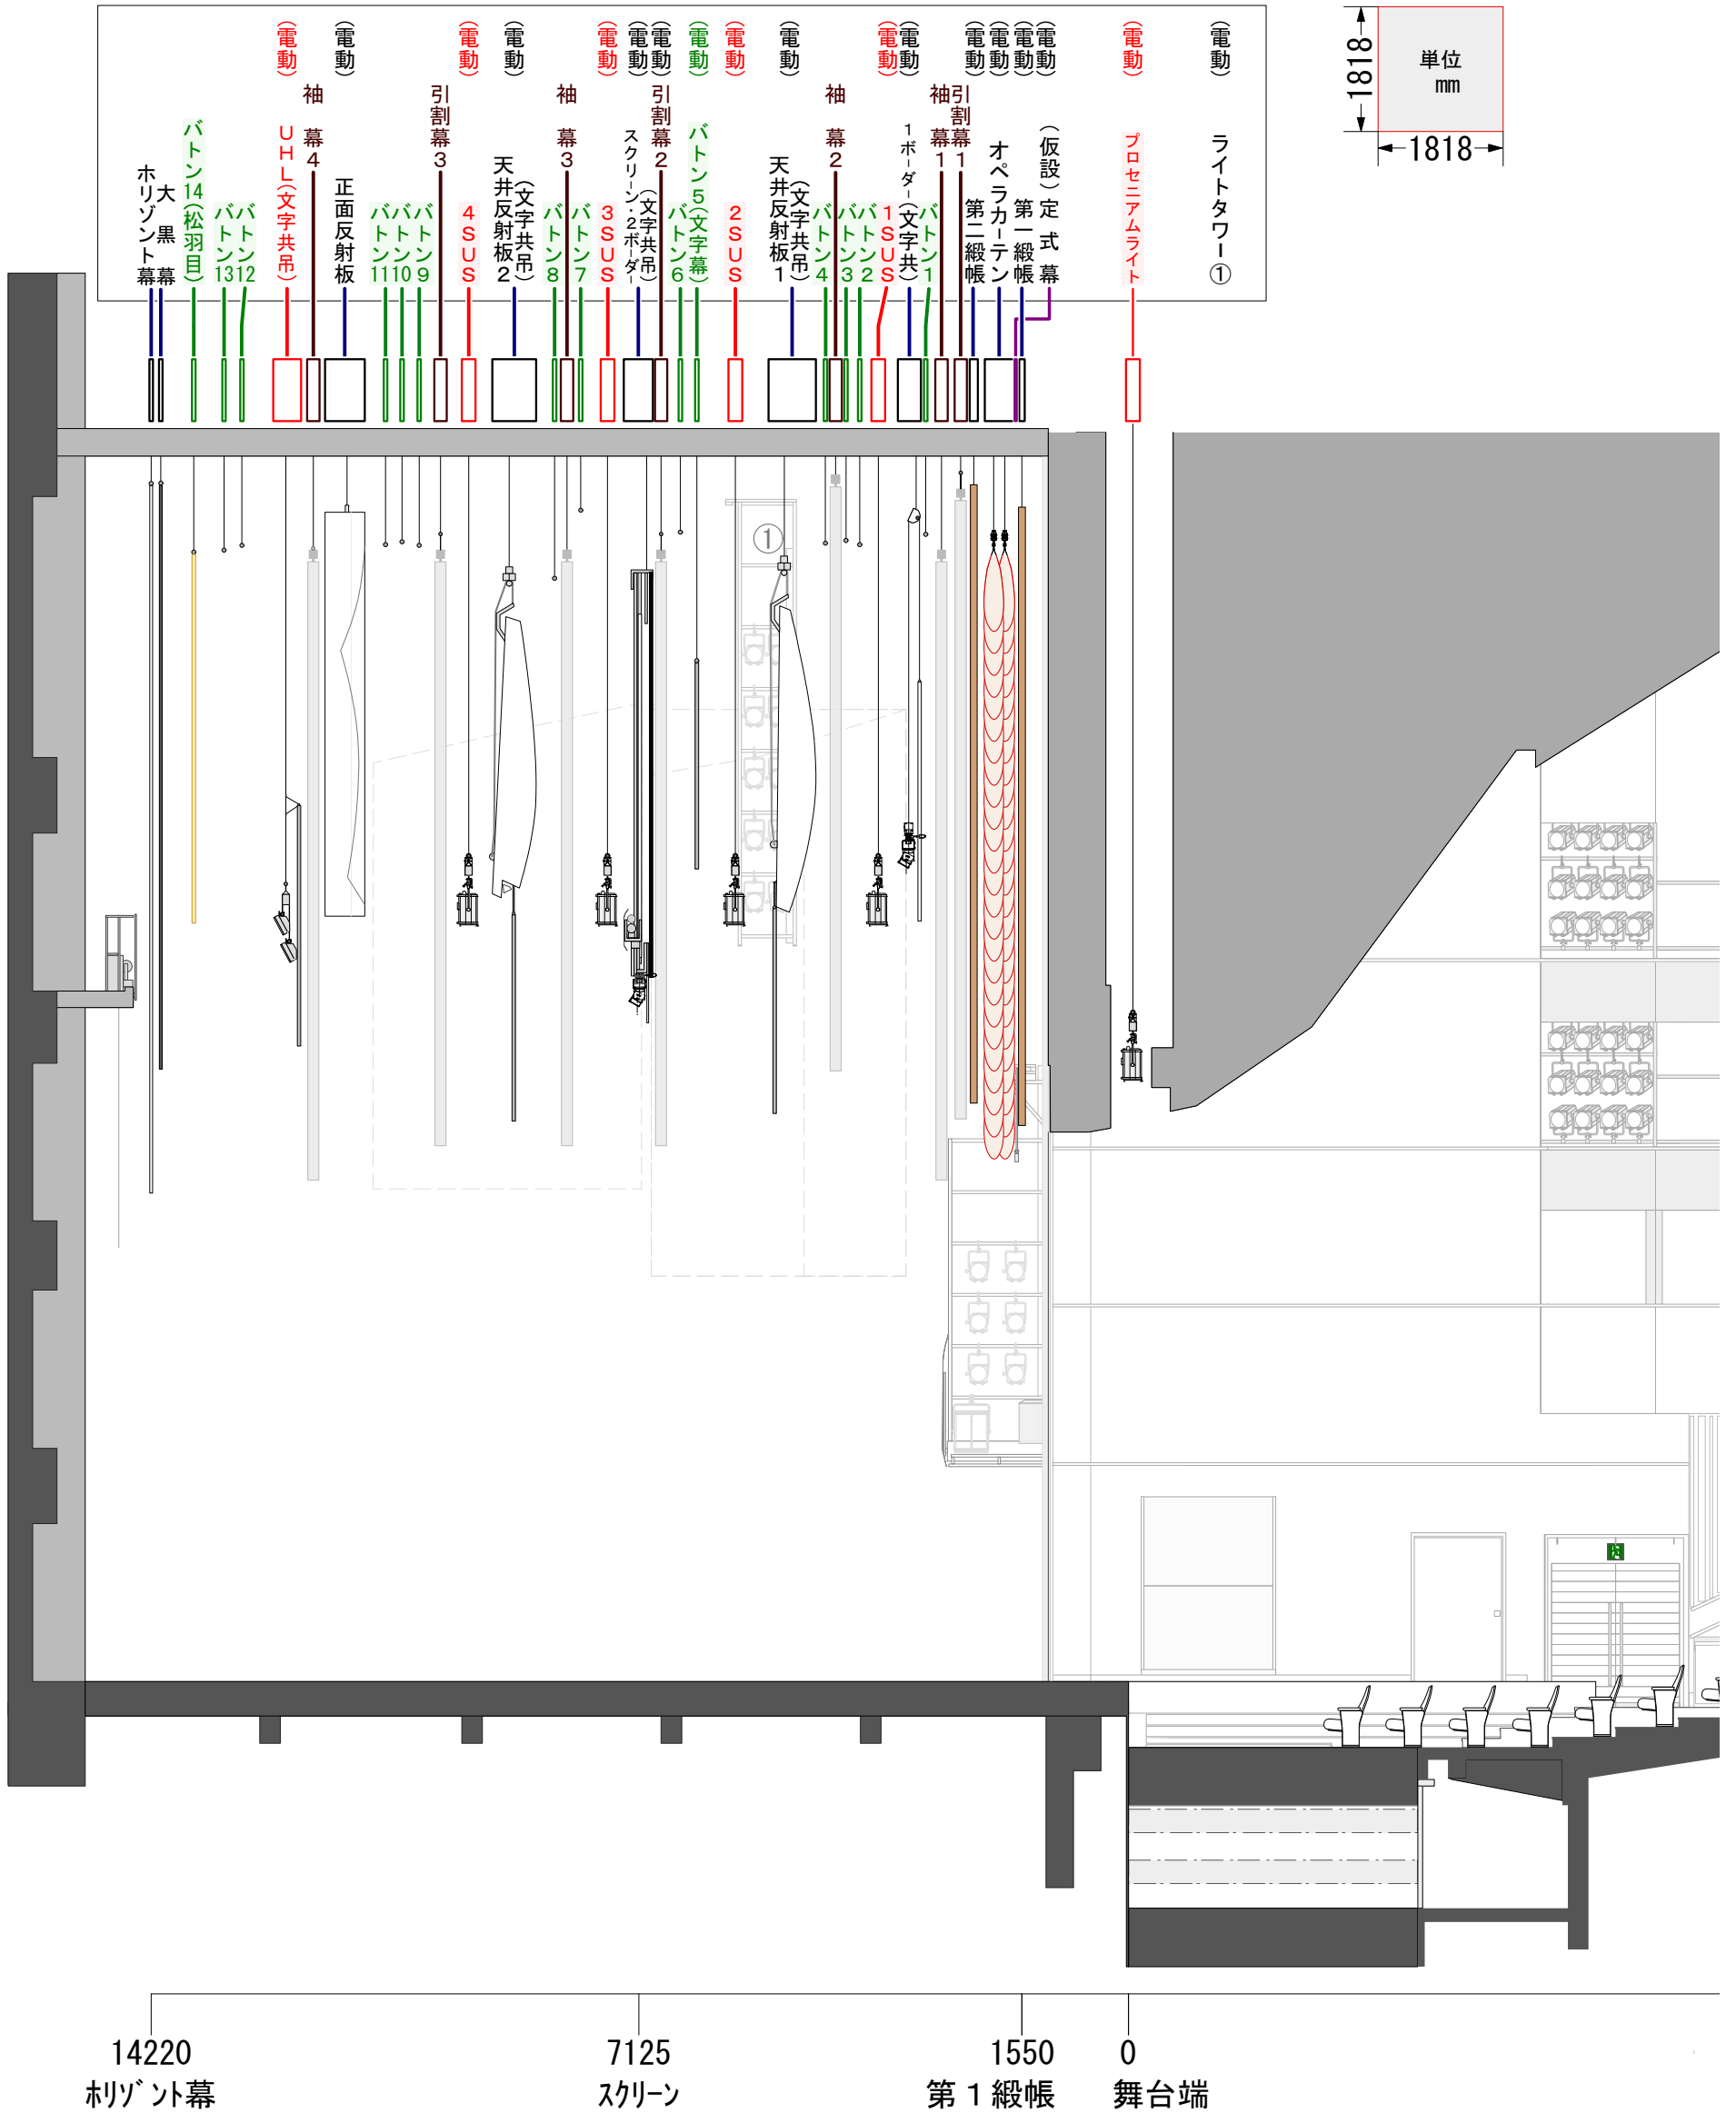 ホリゾント幕
大黒幕
バトン14(松羽目)
バトン13
バトン12
(電動)
UHL(文字共吊)
袖幕4
(電動)
正面反射板
バトン11
バトン10
バトン9
引割幕3
(電動)
4SUS
(電動)
天井反射板2
(文字共吊)
バトン8
袖幕3
バトン7
(電動)
3SUS
(電動)
スクリーン・2ボーダー
(文字共吊)
(電動)
引割幕2
バトン6
(電動)
バトン5(文字幕)
(電動)
2SUS
(電動)
天井反射板1
(文字共吊)
バトン4
袖幕2
バトン3
バトン2
(電動)
1SUS
(電動)
1ボーダー(文字共)
バトン1
袖幕1
引割幕1
(電動)
第二緞帳
(電動)
オペラカーテン
(電動)
第一緞帳
(電動)
(仮設)定式幕
(電動)
プロセニアムライト
(電動)
ライトタワー①
単位
mm
1818
1818
①
14220
ホリゾント幕
7125
スクリーン
1550
第1緞帳
0
舞台端